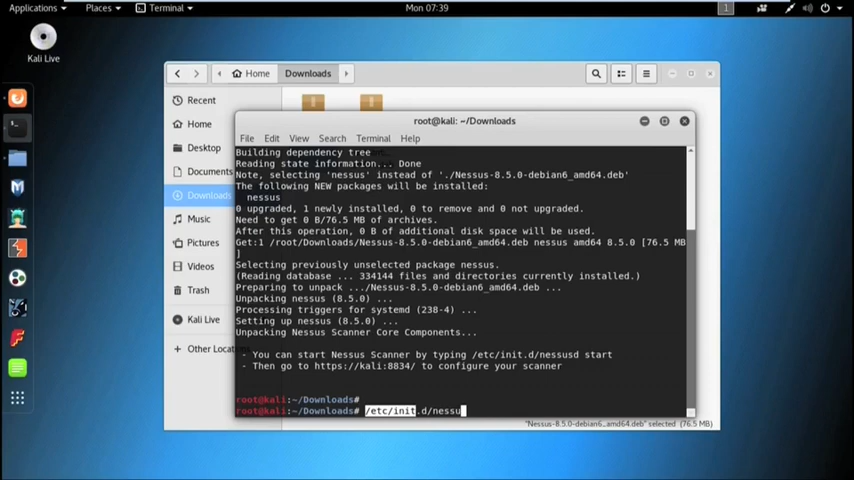 Applications Places Terminal Mon 07:39 1
Kali Live
Home Downloads
Recent
Home
Desktop
Documents
Downloads
Music
Pictures
Videos
Trash
Kali Live
Other Locations
root@kali: ~/Downloads
File Edit View Search Terminal Help
Building dependency tree
Reading state information... Done
Note, selecting 'nessus' instead of './Nessus-8.5.0-debian6_amd64.deb'
The following NEW packages will be installed:
nessus
0 upgraded, 1 newly installed, 0 to remove and 0 not upgraded.
Need to get 0 B/76.5 MB of archives.
After this operation, 0 B of additional disk space will be used.
Get:1 /root/Downloads/Nessus-8.5.0-debian6_amd64.deb nessus amd64 8.5.0 [76.5 MB
]
Selecting previously unselected package nessus.
(Reading database ... 334144 files and directories currently installed.)
Preparing to unpack .../Nessus-8.5.0-debian6_amd64.deb ...
Unpacking nessus (8.5.0) ...
Processing triggers for systemd (238-4) ...
Setting up nessus (8.5.0) ...
Unpacking Nessus Scanner Core Components...
- You can start Nessus Scanner by typing /etc/init.d/nessusd start
- Then go to https://kali:8834/ to configure your scanner
root@kali:~/Downloads#
root@kali:~/Downloads# /etc/init.d/nessu
"Nessus-8.5.0-debian6_amd64.deb" selected (76.5 MB)